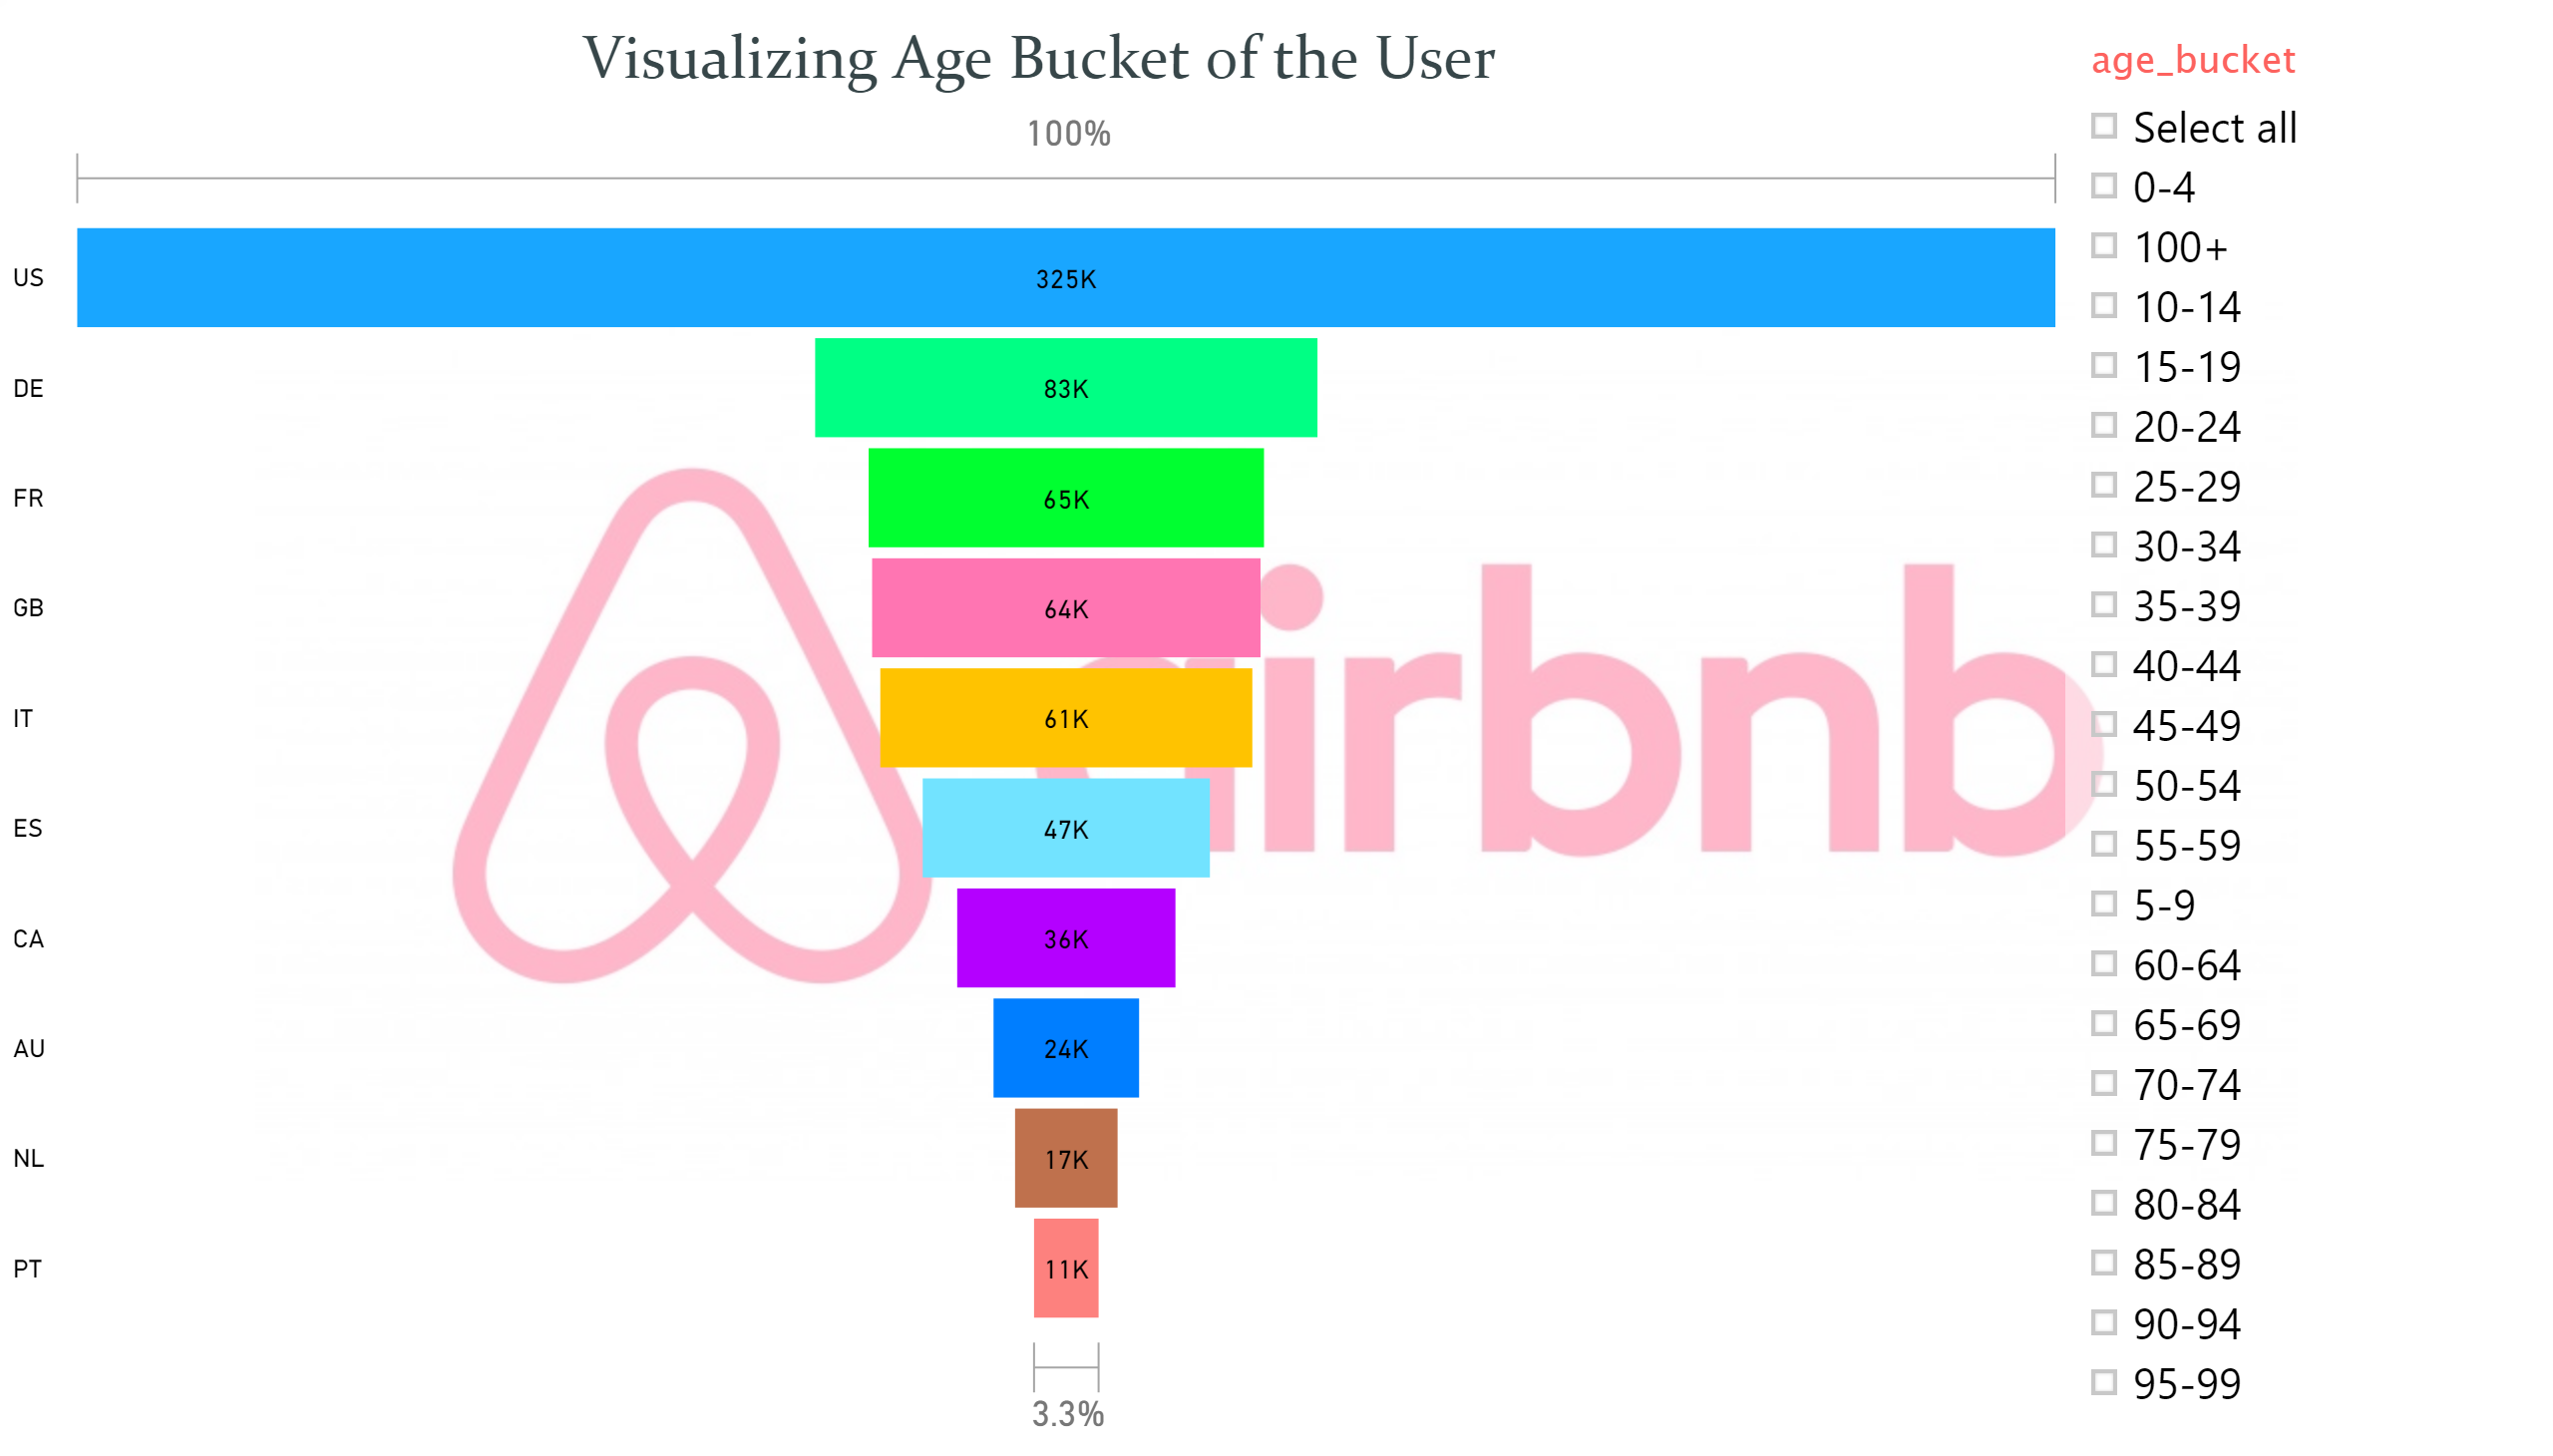 Visualizing Age Bucket of the User
100%
US
325K
DE
83K
FR
65K
GB
64K
IT
61K
ES
47K
CA
36K
AU
24K
NL
17K
PT
11K
3.3%
airbnb
age_bucket
Select all
0-4
100+
10-14
15-19
20-24
25-29
30-34
35-39
40-44
45-49
50-54
55-59
5-9
60-64
65-69
70-74
75-79
80-84
85-89
90-94
95-99